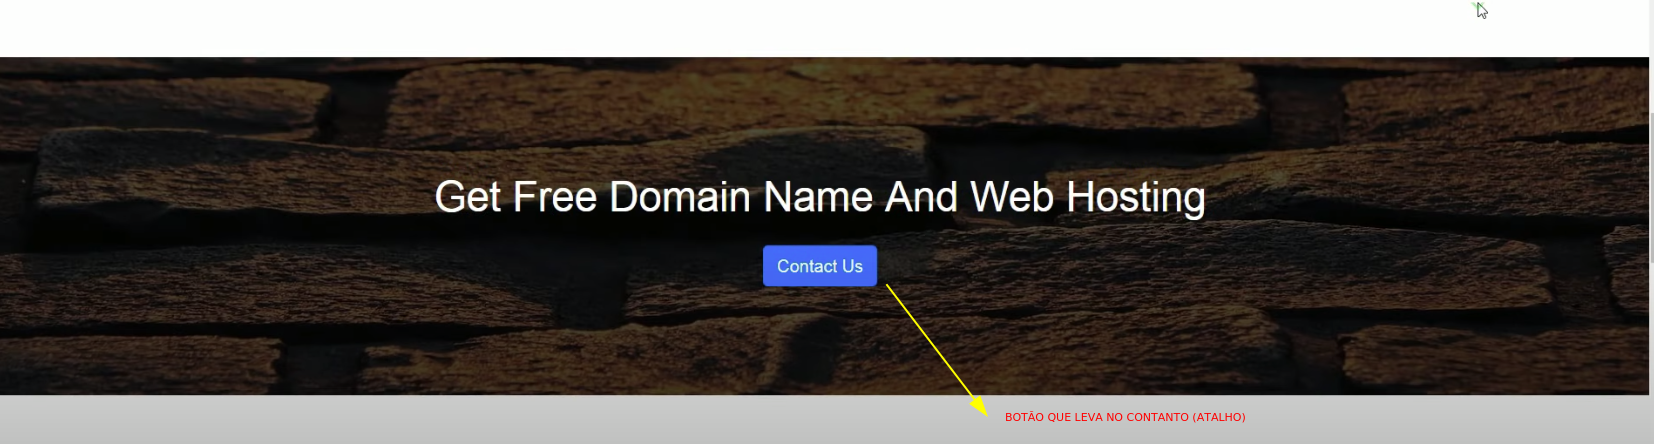 Get Free Domain Name And Web Hosting
Contact Us
BOTÃO QUE LEVA NO CONTANTO (ATALHO)